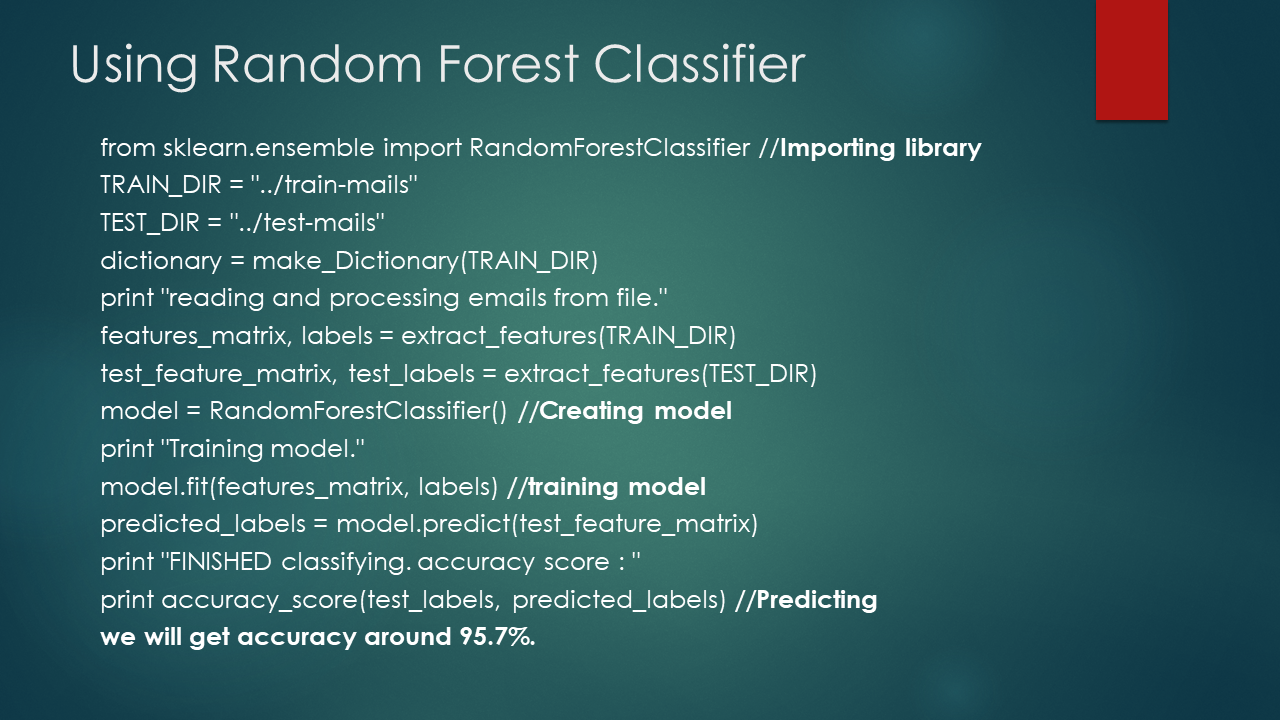 Using Random Forest Classifier
from sklearn.ensemble import RandomForestClassifier //Importing library
TRAIN_DIR = "../train-mails"
TEST_DIR = "../test-mails"
dictionary = make_Dictionary(TRAIN_DIR)
print "reading and processing emails from file."
features_matrix, labels = extract_features(TRAIN_DIR)
test_feature_matrix, test_labels = extract_features(TEST_DIR)
model = RandomForestClassifier() //Creating model
print "Training model."
model.fit(features_matrix, labels) //training model
predicted_labels = model.predict(test_feature_matrix)
print "FINISHED classifying. accuracy score : "
print accuracy_score(test_labels, predicted_labels) //Predicting
we will get accuracy around 95.7%.